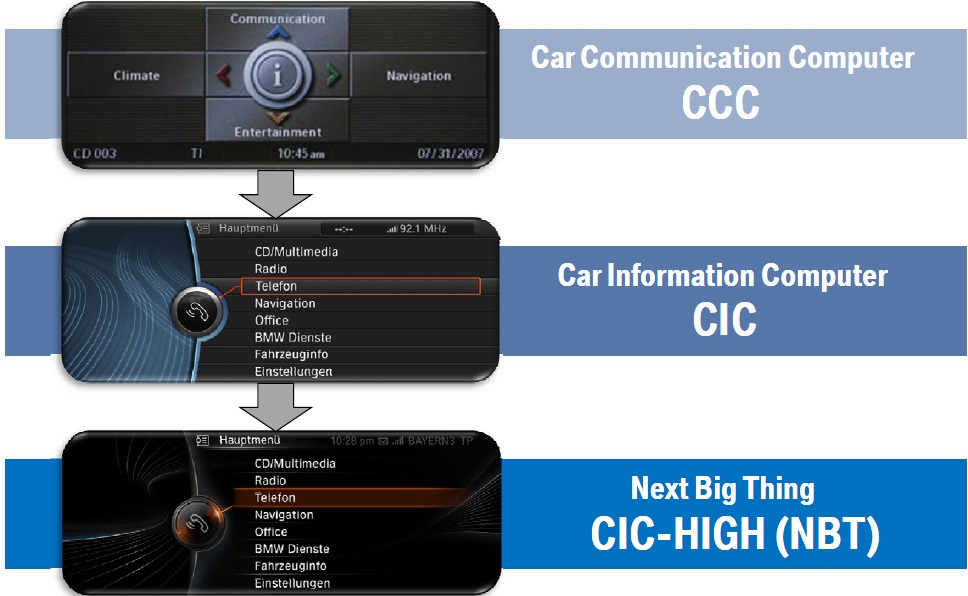 Communication
Climate
Navigation
Entertainment
CD 003 TI 10:45 am 07/31/2007
Car Communication Computer
CCC
Hauptmenü --:-- 92.1 MHz
CD/Multimedia
Radio
Telefon
Navigation
Office
BMW Dienste
Fahrzeuginfo
Einstellungen
Car Information Computer
CIC
Hauptmenü 10:28 pm BAYERN3 TP
CD/Multimedia
Radio
Telefon
Navigation
Office
BMW Dienste
Fahrzeuginfo
Einstellungen
Next Big Thing
CIC-HIGH (NBT)